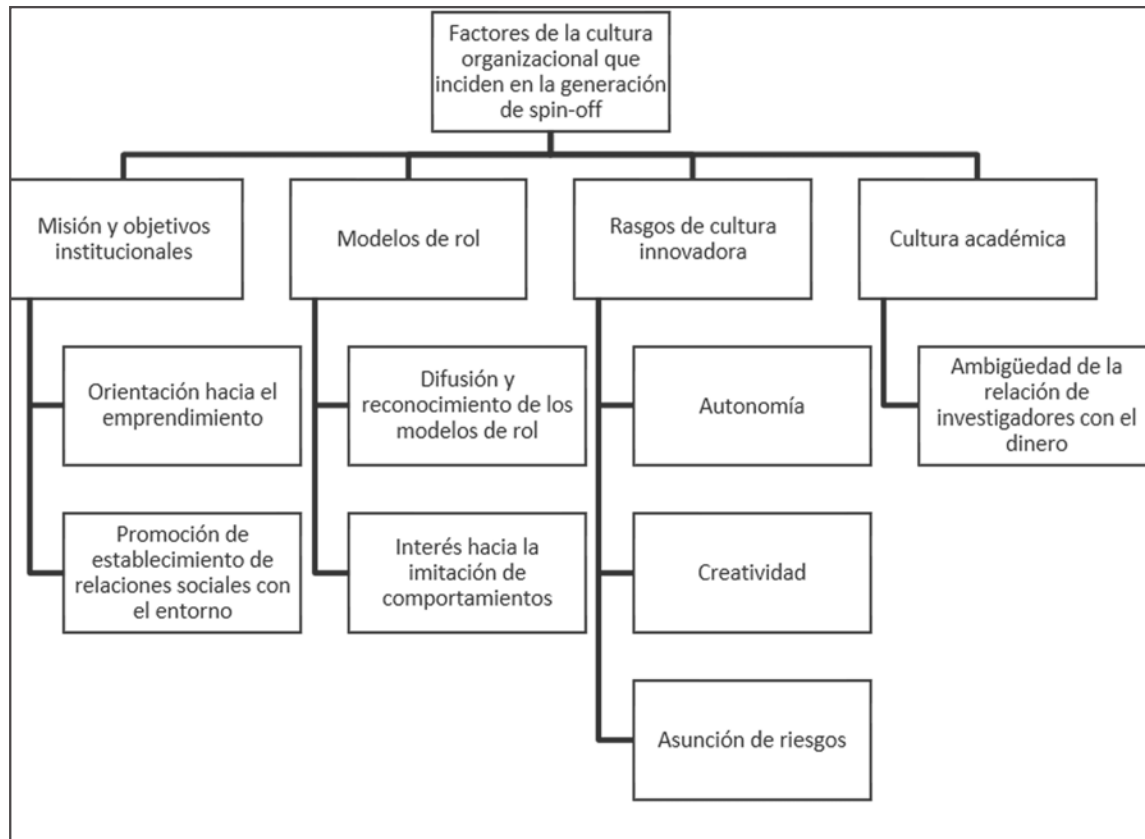 Factores de la cultura
organizacional que
inciden en la generación
de spin-off
Misión y objetivos
institucionales
Modelos de rol
Rasgos de cultura
innovadora
Cultura académica
Orientación hacia el
emprendimiento
Difusión y
reconocimiento de los
modelos de rol
Autonomía
Ambigüedad de la
relación de
investigadores con el
dinero
Promoción de
establecimiento de
relaciones sociales con
el entorno
Interés hacia la
imitación de
comportamientos
Creatividad
Asunción de riesgos